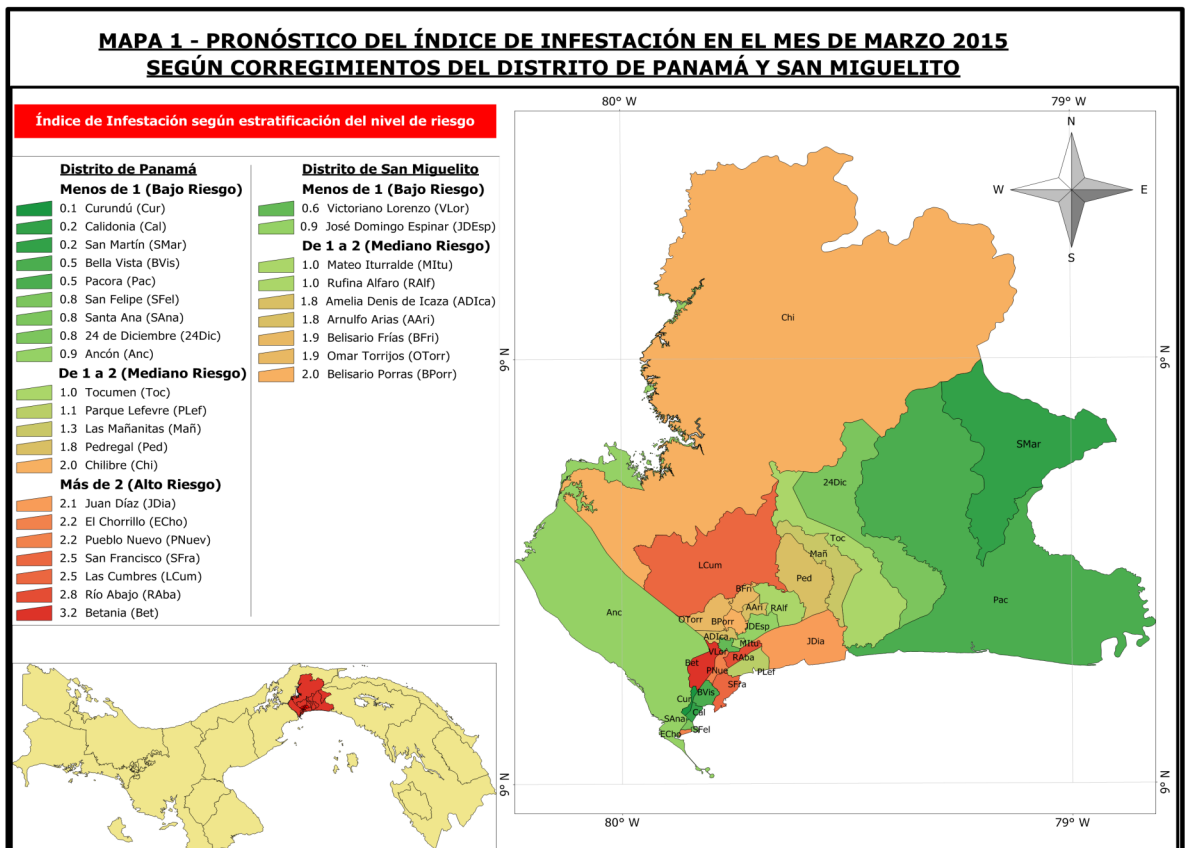 MAPA 1 - PRONÓSTICO DEL ÍNDICE DE INFESTACIÓN EN EL MES DE MARZO 2015
SEGÚN CORREGIMIENTOS DEL DISTRITO DE PANAMÁ Y SAN MIGUELITO
Índice de Infestación según estratificación del nivel de riesgo
Distrito de Panamá
Menos de 1 (Bajo Riesgo)
0.1 Curundú (Cur)
0.2 Calidonia (Cal)
0.2 San Martín (SMar)
0.5 Bella Vista (BVis)
0.5 Pacora (Pac)
0.8 San Felipe (SFel)
0.8 Santa Ana (SAna)
0.8 24 de Diciembre (24Dic)
0.9 Ancón (Anc)
De 1 a 2 (Mediano Riesgo)
1.0 Tocumen (Toc)
1.1 Parque Lefevre (PLef)
1.3 Las Mañanitas (Mañ)
1.8 Pedregal (Ped)
2.0 Chilibre (Chi)
Más de 2 (Alto Riesgo)
2.1 Juan Díaz (JDia)
2.2 El Chorrillo (ECho)
2.2 Pueblo Nuevo (PNuev)
2.5 San Francisco (SFra)
2.5 Las Cumbres (LCum)
2.8 Río Abajo (RAba)
3.2 Betania (Bet)
Distrito de San Miguelito
Menos de 1 (Bajo Riesgo)
0.6 Victoriano Lorenzo (VLor)
0.9 José Domingo Espinar (JDEsp)
De 1 a 2 (Mediano Riesgo)
1.0 Mateo Iturralde (MItu)
1.0 Rufina Alfaro (RAlf)
1.8 Amelia Denis de Icaza (ADIca)
1.8 Arnulfo Arias (AAri)
1.9 Belisario Frías (BFri)
1.9 Omar Torrijos (OTorr)
2.0 Belisario Porras (BPorr)
80° W
79° W
N
W
E
S
Chi
9° N
9° N
SMar
24Dic
Toc
Mañ
LCum
Ped
BFri
Pac
Anc
AAri
RAlf
OTorr
BPorr
JDEsp
ADIca
MItu
JDia
VLor
RAba
Bet
PNue
PLef
SFra
BVis
Cur
Cal
SAna
SFel
ECho
9° N
9° N
80° W
79° W